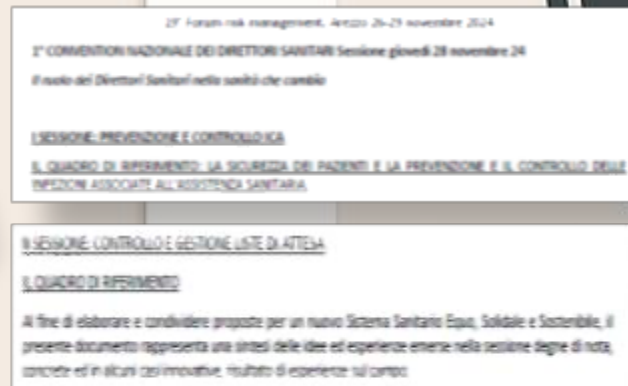 19° Forum risk management, Arezzo 26-29 novembre 2024
1° CONVENTION NAZIONALE DEI DIRETTORI SANITARI Sessione giovedì 28 novembre 24
Il ruolo dei Direttori Sanitari nella sanità che cambia
I SESSIONE: PREVENZIONE E CONTROLLO ICA
IL QUADRO DI RIFERIMENTO: LA SICUREZZA DEI PAZIENTI E LA PREVENZIONE E IL CONTROLLO DELLE
INFEZIONI ASSOCIATE ALL'ASSISTENZA SANITARIA
II SESSIONE: CONTROLLO E GESTIONE LISTE DI ATTESA
IL QUADRO DI RIFERIMENTO
Al fine di elaborare e condividere proposte per un nuovo Sistema Sanitario Equo, Solidale e Sostenibile, il
presente documento rappresenta una sintesi delle idee ed esperienze emerse nella sessione degne di nota,
concrete ed in alcuni casi innovative, risultato di esperienze sul campo: